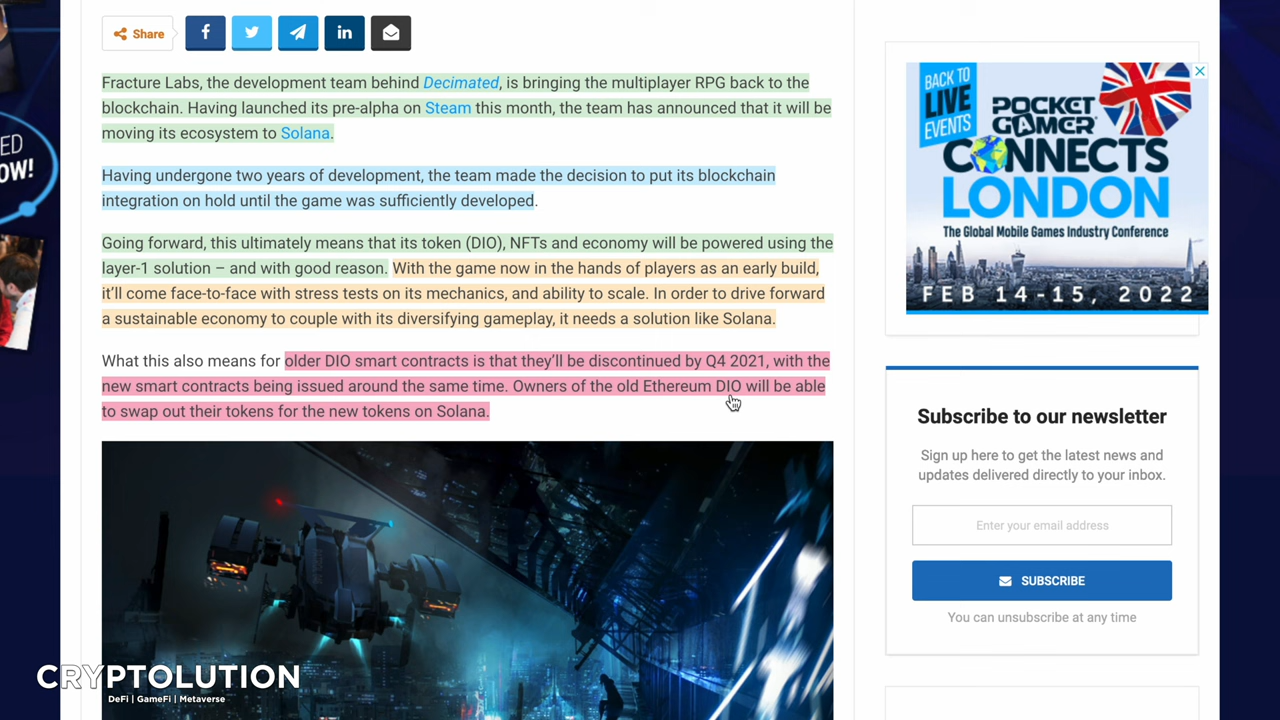 Share
Fracture Labs, the development team behind Decimated, is bringing the multiplayer RPG back to the
blockchain. Having launched its pre-alpha on Steam this month, the team has announced that it will be
moving its ecosystem to Solana.
Having undergone two years of development, the team made the decision to put its blockchain
integration on hold until the game was sufficiently developed.
Going forward, this ultimately means that its token (DIO), NFTs and economy will be powered using the
layer-1 solution – and with good reason. With the game now in the hands of players as an early build,
it'll come face-to-face with stress tests on its mechanics, and ability to scale. In order to drive forward
a sustainable economy to couple with its diversifying gameplay, it needs a solution like Solana.
What this also means for older DIO smart contracts is that they'll be discontinued by Q4 2021, with the
new smart contracts being issued around the same time. Owners of the old Ethereum DIO will be able
to swap out their tokens for the new tokens on Solana.
BACK TO
LIVE
EVENTS
POCKET
GAMER
CONNECTS
LONDON
The Global Mobile Games Industry Conference
FEB 14-15, 2022
Subscribe to our newsletter
Sign up here to get the latest news and
updates delivered directly to your inbox.
Enter your email address
SUBSCRIBE
You can unsubscribe at any time
CRYPTOLUTION
DeFi | GameFi | Metaverse